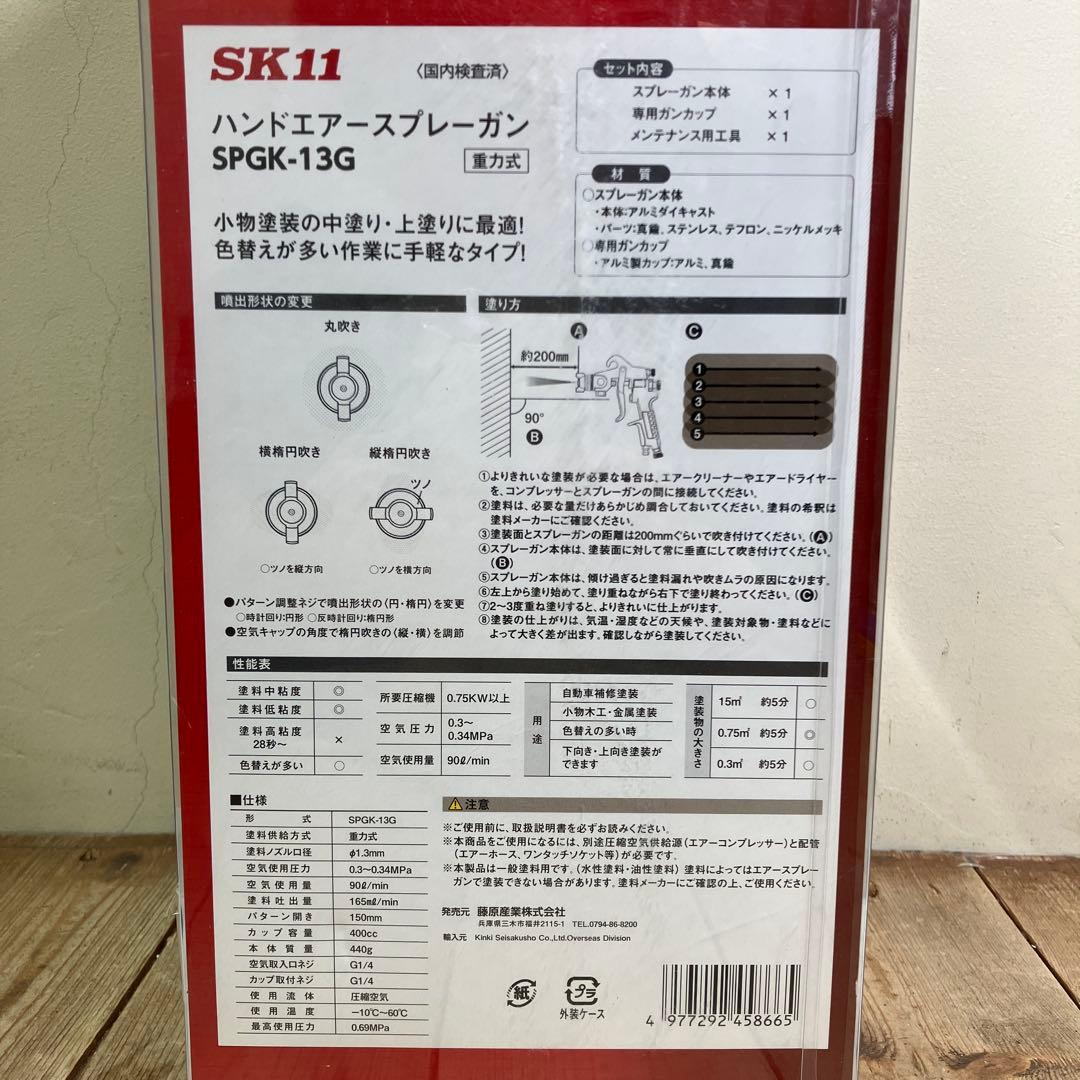 SK11
〈国内検査済〉
ハンドエアースプレーガン
SPGK-13G
重力式
小物塗装の中塗り・上塗りに最適!
色替えが多い作業に手軽なタイプ!
セット内容
スプレーガン本体 ×1
専用ガンカップ ×1
メンテナンス用工具 ×1
材質
○スプレーガン本体
・本体:アルミダイキャスト
・パーツ:真鍮、ステンレス、テフロン、ニッケルメッキ
○専用ガンカップ
・アルミ製カップ:アルミ、真鍮
噴出形状の変更
丸吹き
横楕円吹き 縦楕円吹き
ツノ
○ツノを縦方向 ○ツノを横方向
●パターン調整ネジで噴出形状の〈円・楕円〉を変更
○時計回り:円形 ○反時計回り:楕円形
●空気キャップの角度で楕円吹きの〈縦・横〉を調節
塗り方
A
約200mm
90°
B
C
1
2
3
4
5
①よりきれいな塗装が必要な場合は、エアークリーナーやエアードライヤー
を、コンプレッサーとスプレーガンの間に接続してください。
②塗料は、必要な量だけあらかじめ調合しておいてください。塗料の希釈は
塗料メーカーにご確認ください。
③塗装面とスプレーガンの距離は200mmぐらいで吹き付けてください。(A)
④スプレーガン本体は、塗装面に対して常に垂直にして吹き付けてください。
(B)
⑤スプレーガン本体は、傾け過ぎると塗料漏れや吹きムラの原因になります。
⑥左上から塗り始めて、塗り重ねながら右下で塗り終わってください。(C)
⑦2〜3度重ね塗りすると、よりきれいに仕上がります。
⑧塗装の仕上がりは、気温・湿度などの天候や、塗装対象物・塗料などに
よって大きく差が出ます。確認しながら塗装してください。
性能表
塗料中粘度 ◎
塗料低粘度 ◎
塗料高粘度 28秒〜 ×
色替えが多い ○
所要圧縮機 0.75KW以上
空気圧力 0.3〜0.34MPa
空気使用量 90ℓ/min
用途
自動車補修塗装
小物木工・金属塗装
色替えの多い時
下向き・上向き塗装が
できます
塗装物の大きさ
15㎡ 約5分 ○
0.75㎡ 約5分 ◎
0.3㎡ 約5分 ○
■仕様
形式 SPGK-13G
塗料供給方式 重力式
塗料ノズル口径 φ1.3mm
空気使用圧力 0.3〜0.34MPa
空気使用量 90ℓ/min
塗料吐出量 165mℓ/min
パターン開き 150mm
カップ容量 400cc
本体質量 440g
空気取入口ネジ G1/4
カップ取付ネジ G1/4
使用流体 圧縮空気
使用温度 −10℃〜60℃
最高使用圧力 0.69MPa
注意
※ご使用前に、取扱説明書を必ずお読みください。
※本商品をご使用になるには、別途圧縮空気供給源(エアーコンプレッサー)と配管
(エアーホース、ワンタッチソケット等)が必要です。
※本製品は一般塗料用です。(水性塗料・油性塗料)塗料によってはエアースプレー
ガンで塗装できない場合があります。塗料メーカーにご確認の上、ご使用ください。
発売元 藤原産業株式会社
兵庫県三木市福井2115-1 TEL.0794-86-8200
輸入元 Kinki Seisakusho Co.,Ltd.Overseas Division
紙
プラ
外装ケース
4 977292 458665